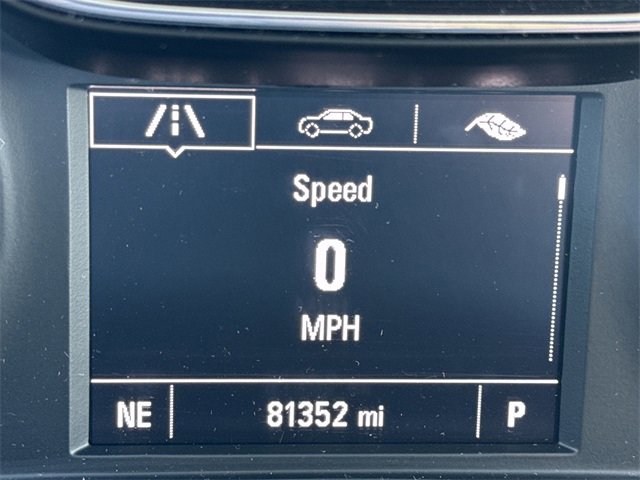 Speed
0
MPH
NE 81352 mi P